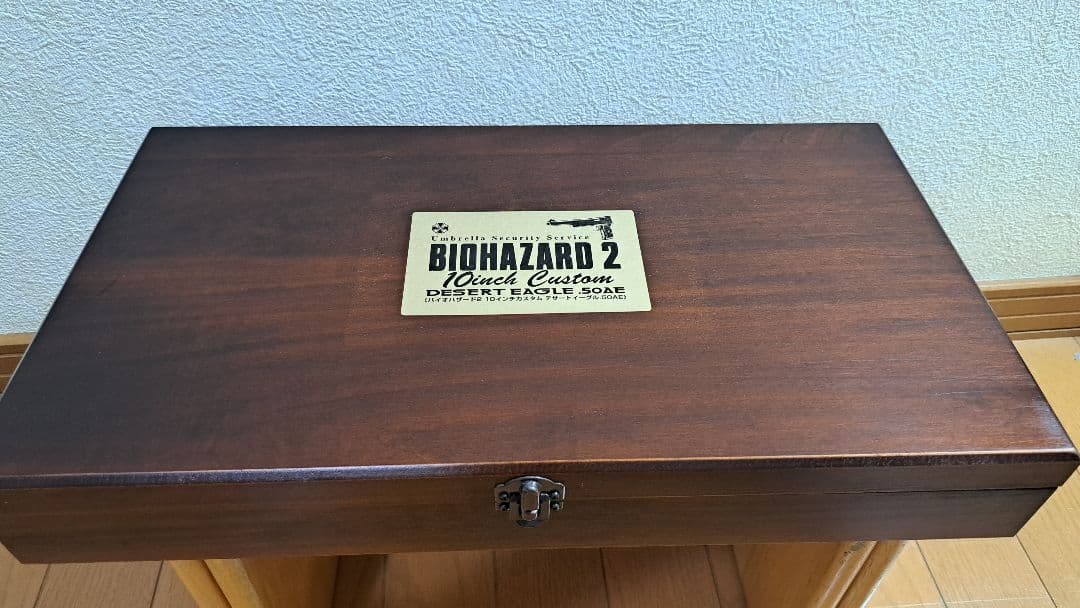 Umbrella Security Service
BIOHAZARD 2
10inch Custom
DESERT EAGLE .50AE
(バイオハザード2 10インチカスタム デザートイーグル.50AE)